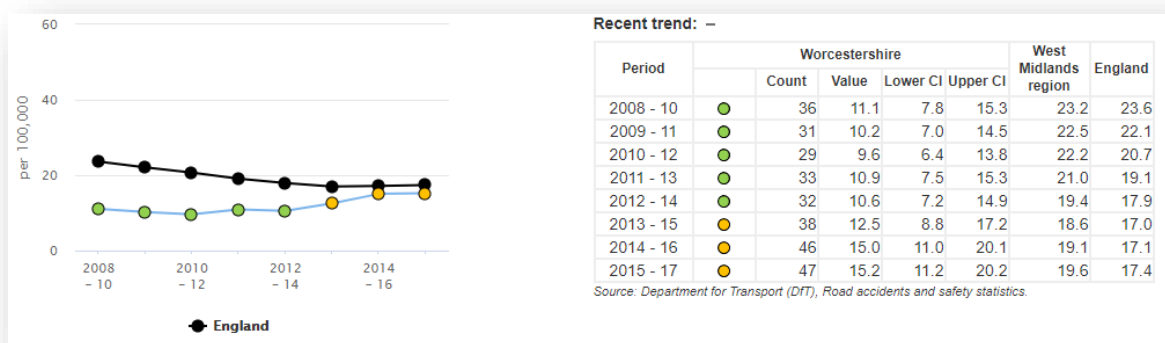 60
40
20
0
per 100,000
2008 - 10
2010 - 12
2012 - 14
2014 - 16
England
Recent trend: –
Period Worcestershire West Midlands region England
Count Value Lower CI Upper CI
2008 - 10 36 11.1 7.8 15.3 23.2 23.6
2009 - 11 31 10.2 7.0 14.5 22.5 22.1
2010 - 12 29 9.6 6.4 13.8 22.2 20.7
2011 - 13 33 10.9 7.5 15.3 21.0 19.1
2012 - 14 32 10.6 7.2 14.9 19.4 17.9
2013 - 15 38 12.5 8.8 17.2 18.6 17.0
2014 - 16 46 15.0 11.0 20.1 19.1 17.1
2015 - 17 47 15.2 11.2 20.2 19.6 17.4
Source: Department for Transport (DfT), Road accidents and safety statistics.